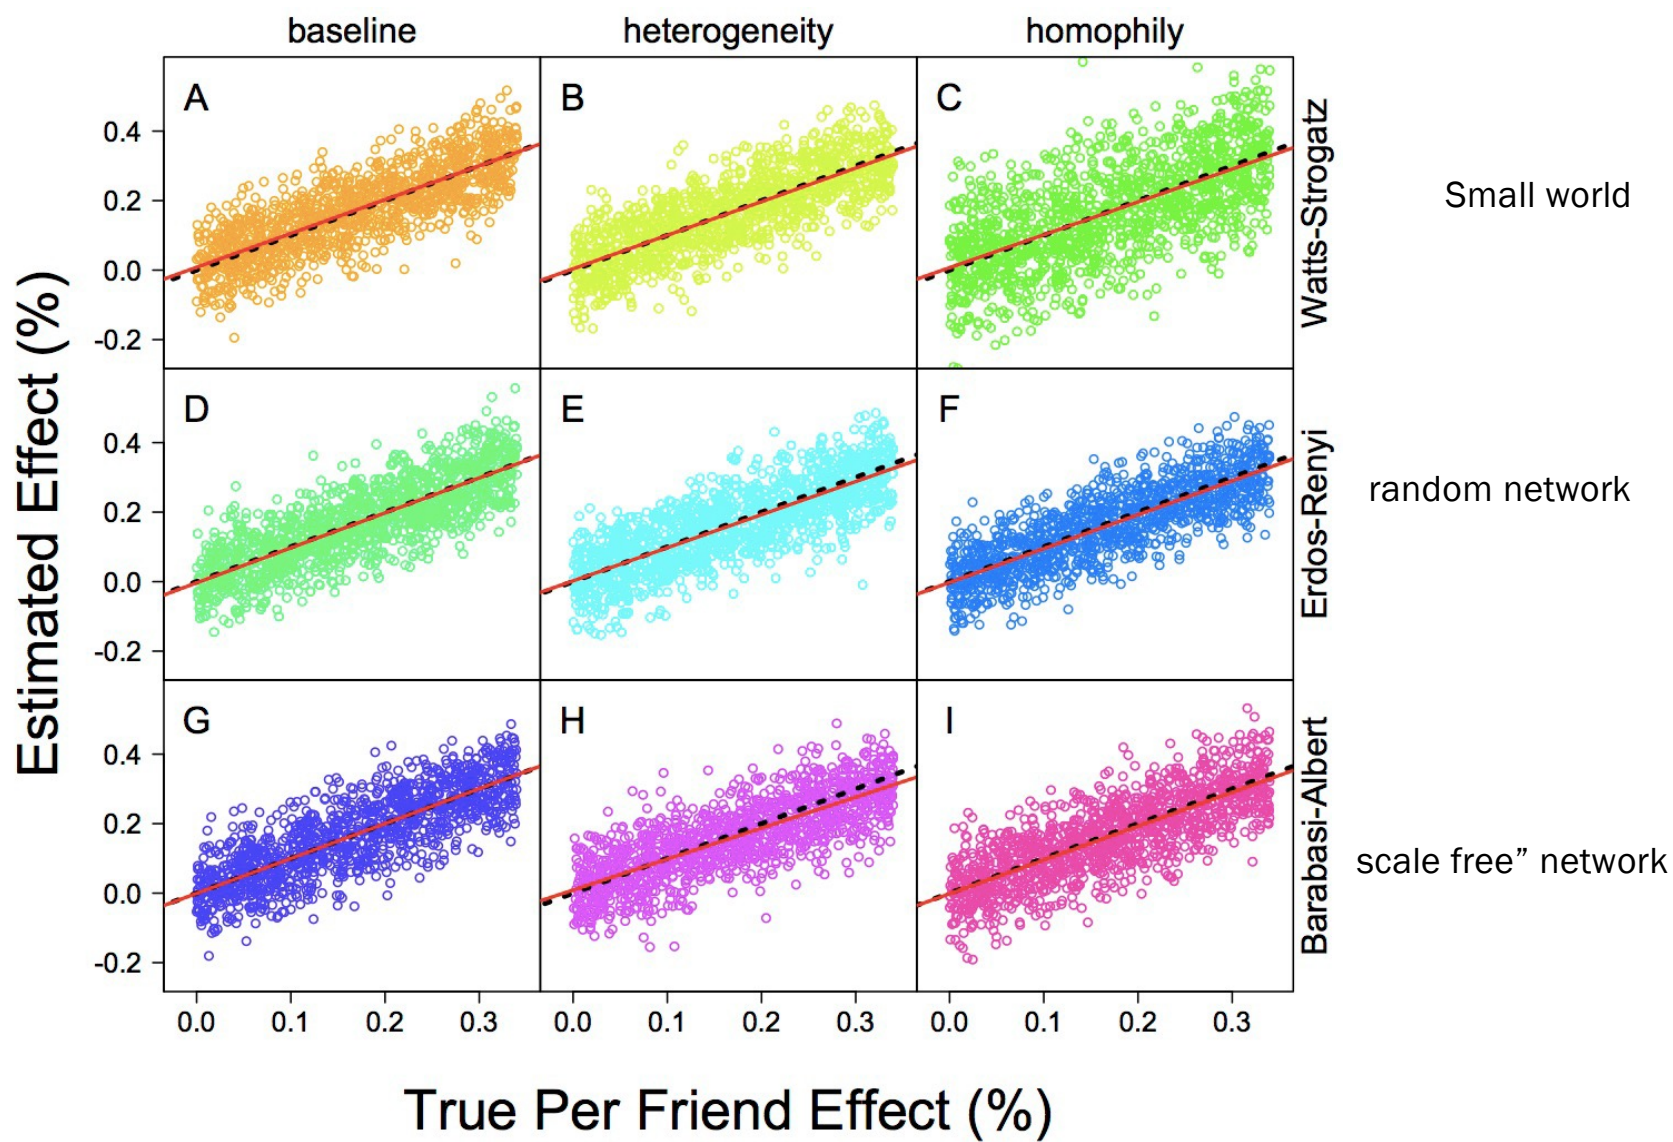 baseline
heterogeneity
homophily
Estimated Effect (%)
A
B
C
0.4
0.2
0.0
-0.2
Watts-Strogatz
Small world
D
E
F
0.4
0.2
0.0
-0.2
Erdos-Renyi
random network
G
H
I
0.4
0.2
0.0
-0.2
Barabasi-Albert
scale free” network
0.0 0.1 0.2 0.3
0.0 0.1 0.2 0.3
0.0 0.1 0.2 0.3
True Per Friend Effect (%)